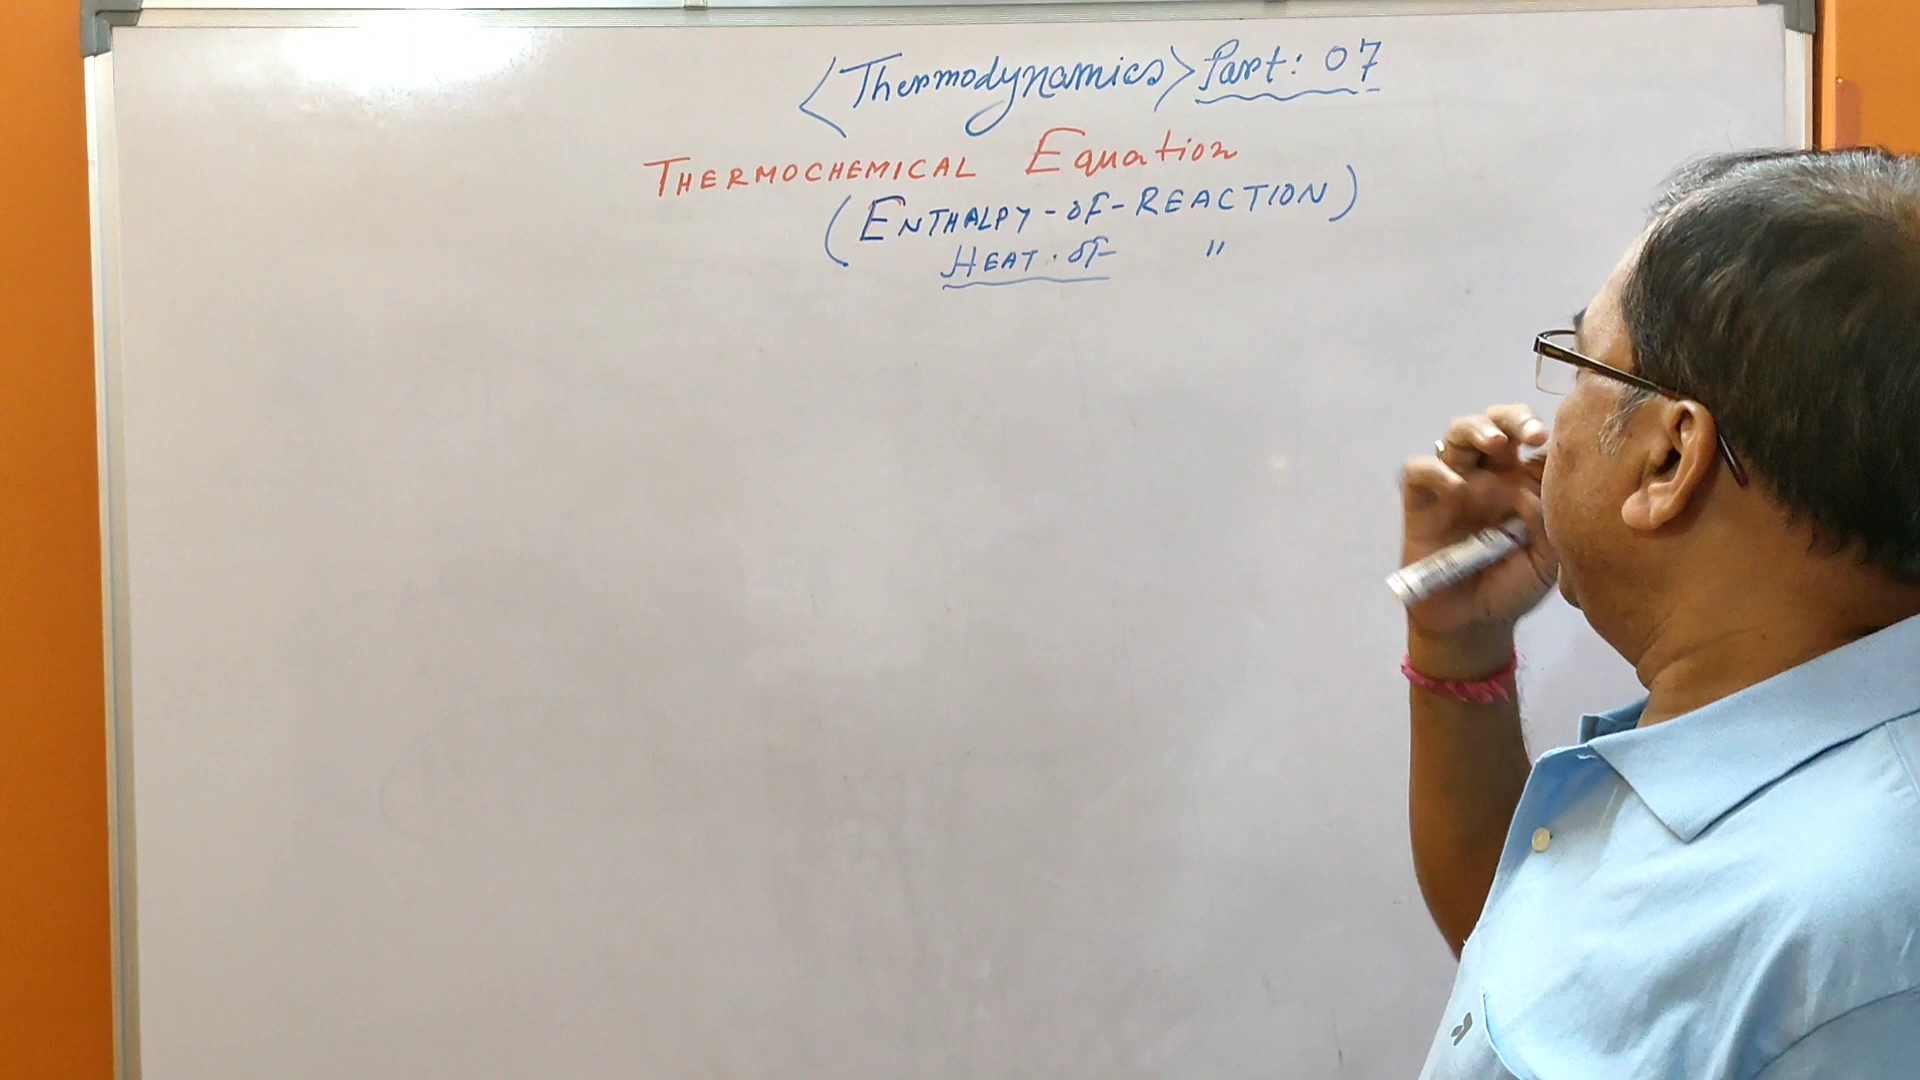 <Thermodynamics> Part: 07
THERMOCHEMICAL Equation
(ENTHALPY-OF-REACTION)
HEAT. OF "